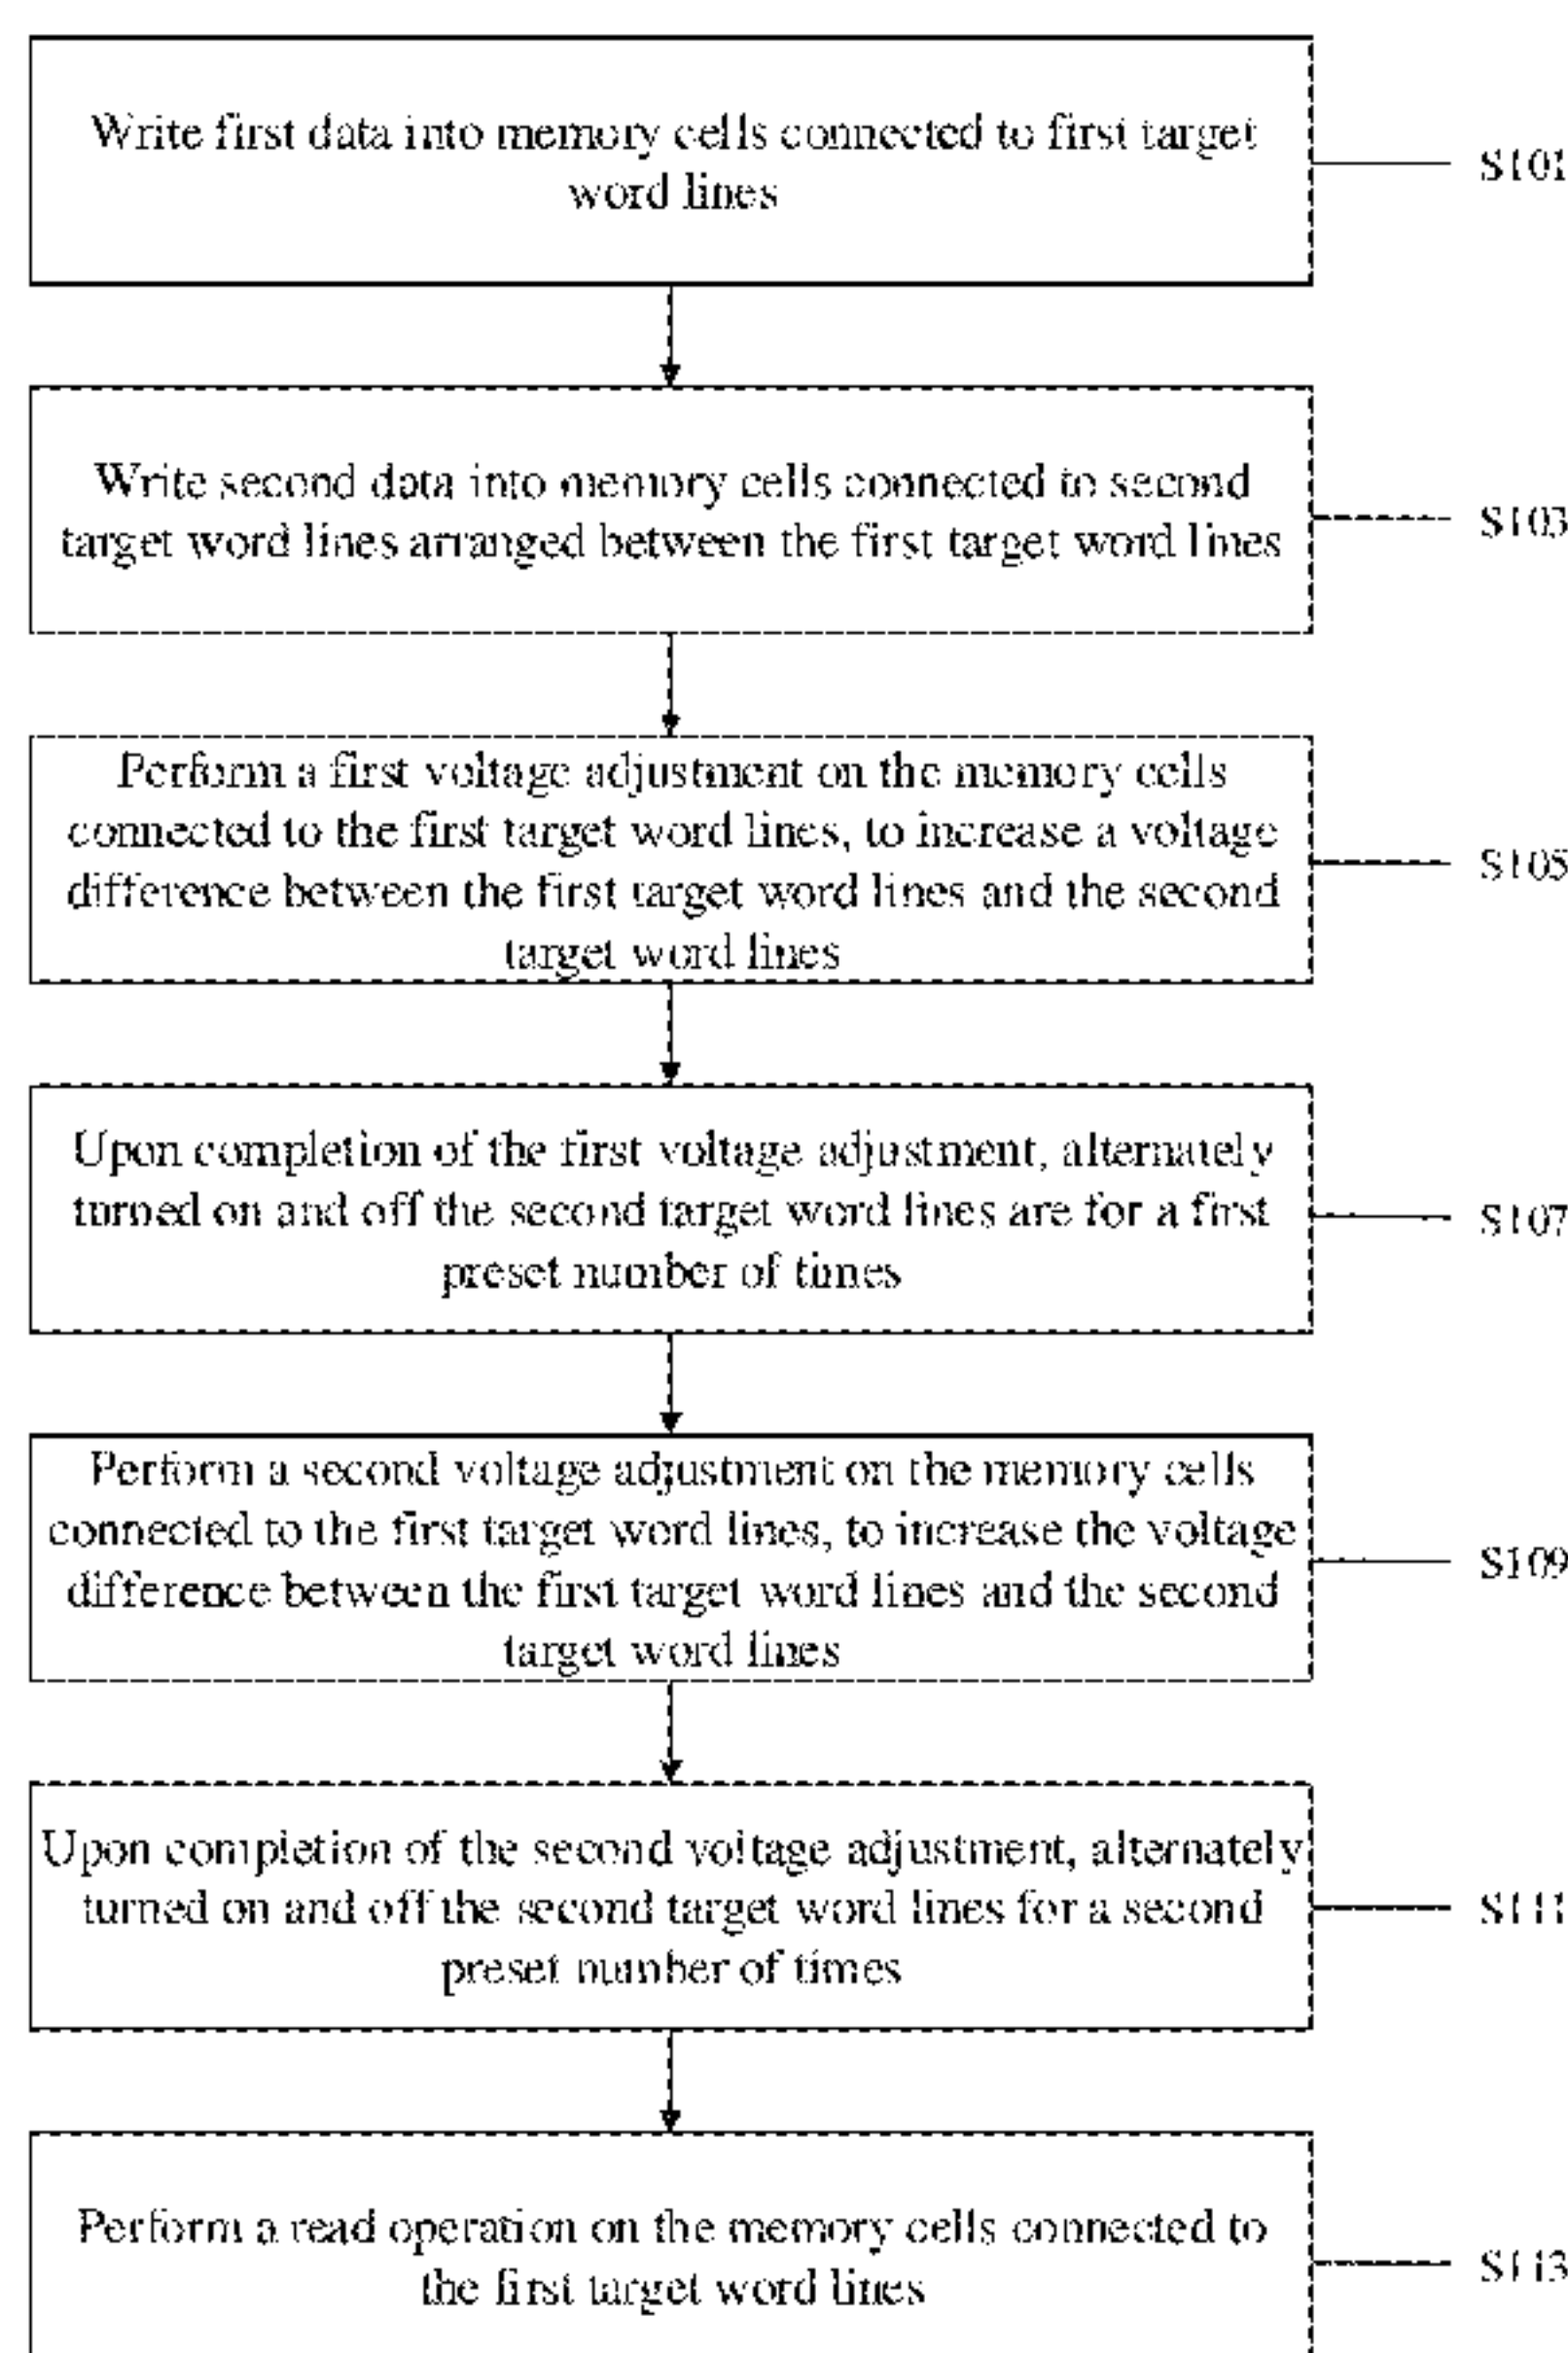 Write first data into memory cells connected to first target
word lines
S101
Write second data into memory cells connected to second
target word lines arranged between the first target word lines
S103
Perform a first voltage adjustment on the memory cells
connected to the first target word lines, to increase a voltage
difference between the first target word lines and the second
target word lines
S105
Upon completion of the first voltage adjustment, alternately
turned on and off the second target word lines are for a first
preset number of times
S107
Perform a second voltage adjustment on the memory cells
connected to the first target word lines, to increase the voltage
difference between the first target word lines and the second
target word lines
S109
Upon completion of the second voltage adjustment, alternately
turned on and off the second target word lines for a second
preset number of times
S111
Perform a read operation on the memory cells connected to
the first target word lines
S113